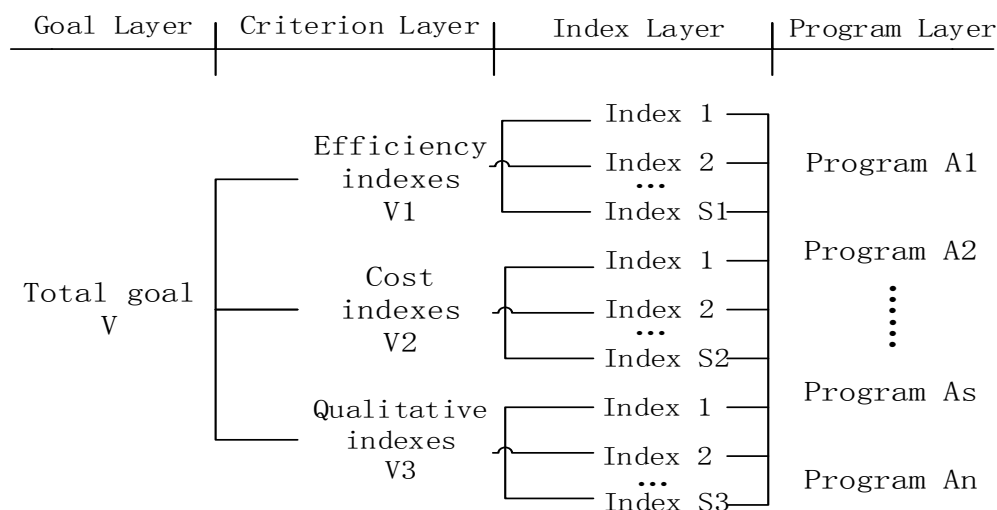 Goal Layer
Criterion Layer
Index Layer
Program Layer
Total goal
V
Efficiency
indexes
V1
Index 1
Index 2
...
Index S1
Cost
indexes
V2
Index 1
Index 2
...
Index S2
Qualitative
indexes
V3
Index 1
Index 2
...
Index S3
Program A1
Program A2
Program As
Program An